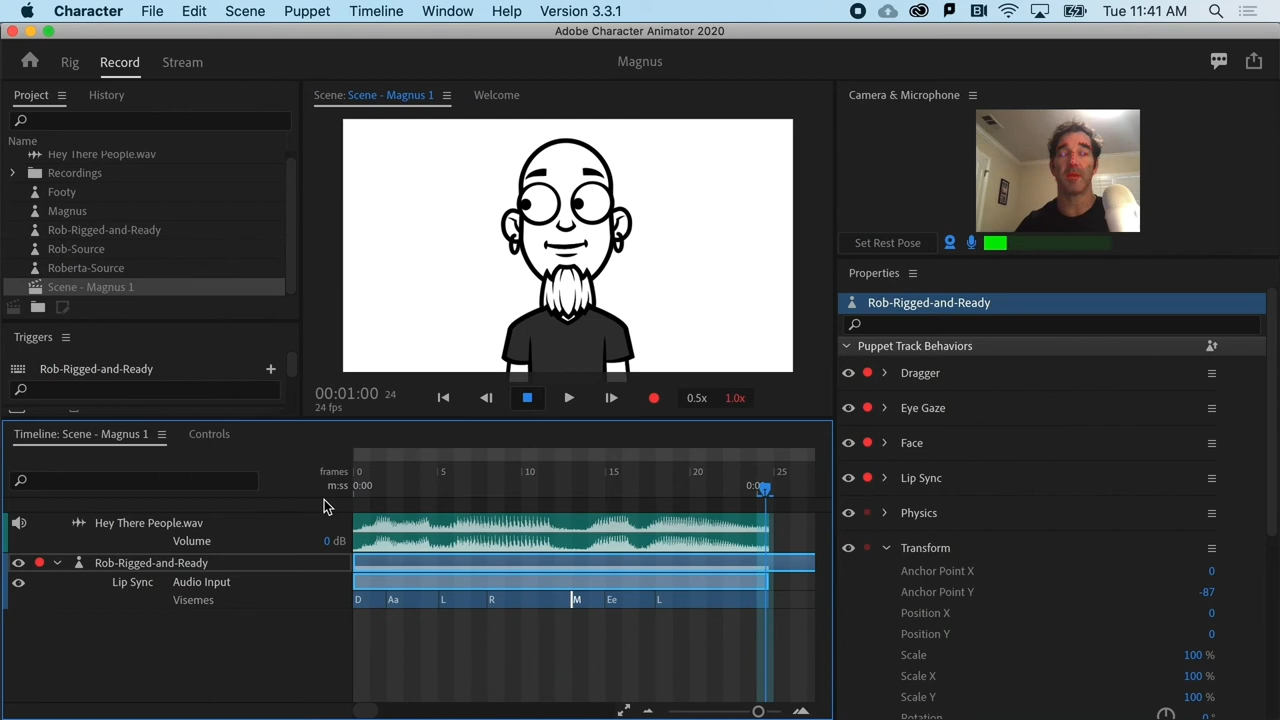 Character File Edit Scene Puppet Timeline Window Help Version 3.3.1 Tue 11:41 AM
Adobe Character Animator 2020
Rig Record Stream Magnus
Project History
Name
Hey There People.wav
Recordings
Footy
Magnus
Rob-Rigged-and-Ready
Rob-Source
Roberta-Source
Scene - Magnus 1
Triggers
Rob-Rigged-and-Ready
Scene: Scene - Magnus 1 Welcome
00:01:00 24
24 fps
0.5x 1.0x
Camera & Microphone
Set Rest Pose
Properties
Rob-Rigged-and-Ready
Puppet Track Behaviors
Dragger
Eye Gaze
Face
Lip Sync
Physics
Transform
Anchor Point X 0
Anchor Point Y -87
Position X 0
Position Y 0
Scale 100 %
Scale X 100 %
Scale Y 100 %
Rotation 0 °
Timeline: Scene - Magnus 1 Controls
frames 0 5 10 15 20 25
m:ss 0:00
Hey There People.wav
Volume 0 dB
Rob-Rigged-and-Ready
Lip Sync Audio Input
Visemes D Aa L R M Ee L